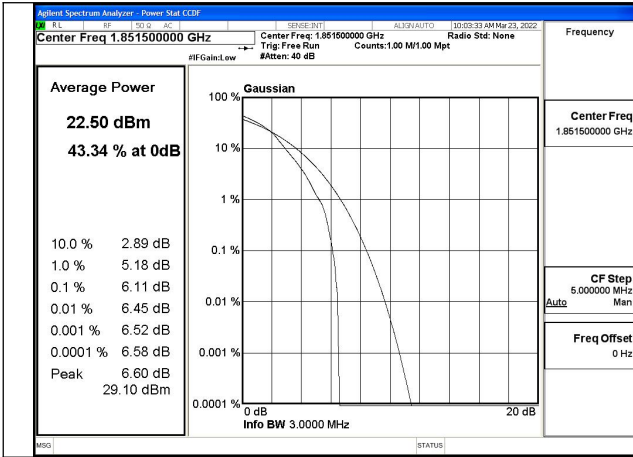 Agilent Spectrum Analyzer - Power Stat CCDF
RL RF 50 Ω AC SENSE:INT ALIGNAUTO 10:03:33 AM Mar 23, 2022
Center Freq 1.851500000 GHz
Center Freq: 1.851500000 GHz Radio Std: None
Trig: Free Run Counts:1.00 M/1.00 Mpt
#IFGain:Low #Atten: 40 dB
Frequency
Average Power
22.50 dBm
43.34 % at 0dB
10.0 % 2.89 dB
1.0 % 5.18 dB
0.1 % 6.11 dB
0.01 % 6.45 dB
0.001 % 6.52 dB
0.0001 % 6.58 dB
Peak 6.60 dB
29.10 dBm
Gaussian
100 %
10 %
1 %
0.1 %
0.01 %
0.001 %
0.0001 %
0 dB 20 dB
Info BW 3.0000 MHz
Center Freq
1.851500000 GHz
CF Step
5.000000 MHz
Auto Man
Freq Offset
0 Hz
MSG STATUS